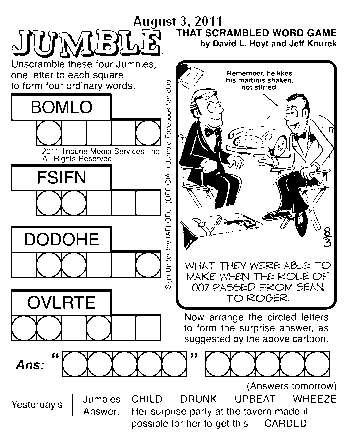 August 3, 2011
JUMBLE
THAT SCRAMBLED WORD GAME
by David L. Hoyt and Jeff Knurek
Unscramble these four Jumbles,
one letter to each square,
to form four ordinary words.
BOMLO
2011 Tribune Media Services, Inc.
All Rights Reserved.
FSIFN
DODOHE
OVLRTE
Remember, he likes
his martinis shaken,
not stirred.
WHAT THEY WERE ABLE TO
MAKE WHEN THE ROLE OF
007 PASSED FROM SEAN
TO ROGER.
Now arrange the circled letters
to form the surprise answer, as
suggested by the above cartoon.
Ans: “ ”
(Answers tomorrow)
Yesterday's
Jumbles: CHILD DRUNK UPBEAT WHEEZE
Answer: Her surprise party at the tavern made it
possible for her to get this — CARDED